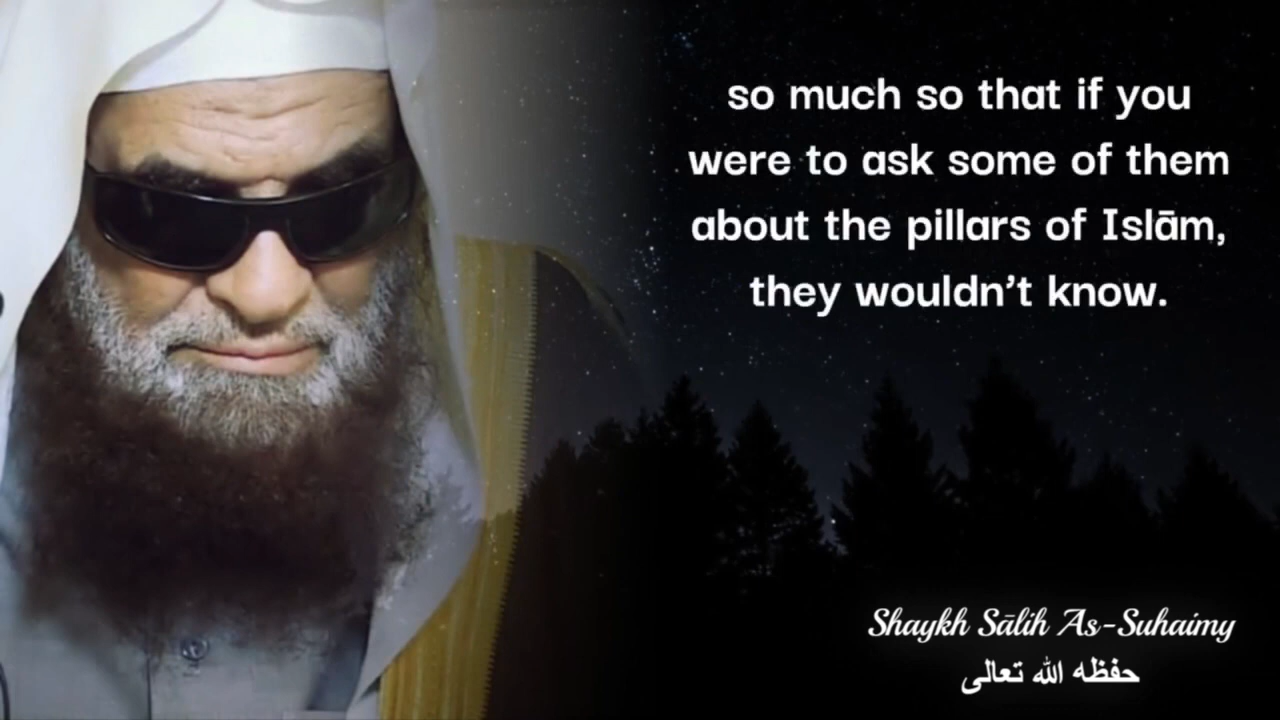 so much so that if you
were to ask some of them
about the pillars of Islām,
they wouldn't know.
Shaykh Sālih As-Suhaimy
حفظه الله تعالى